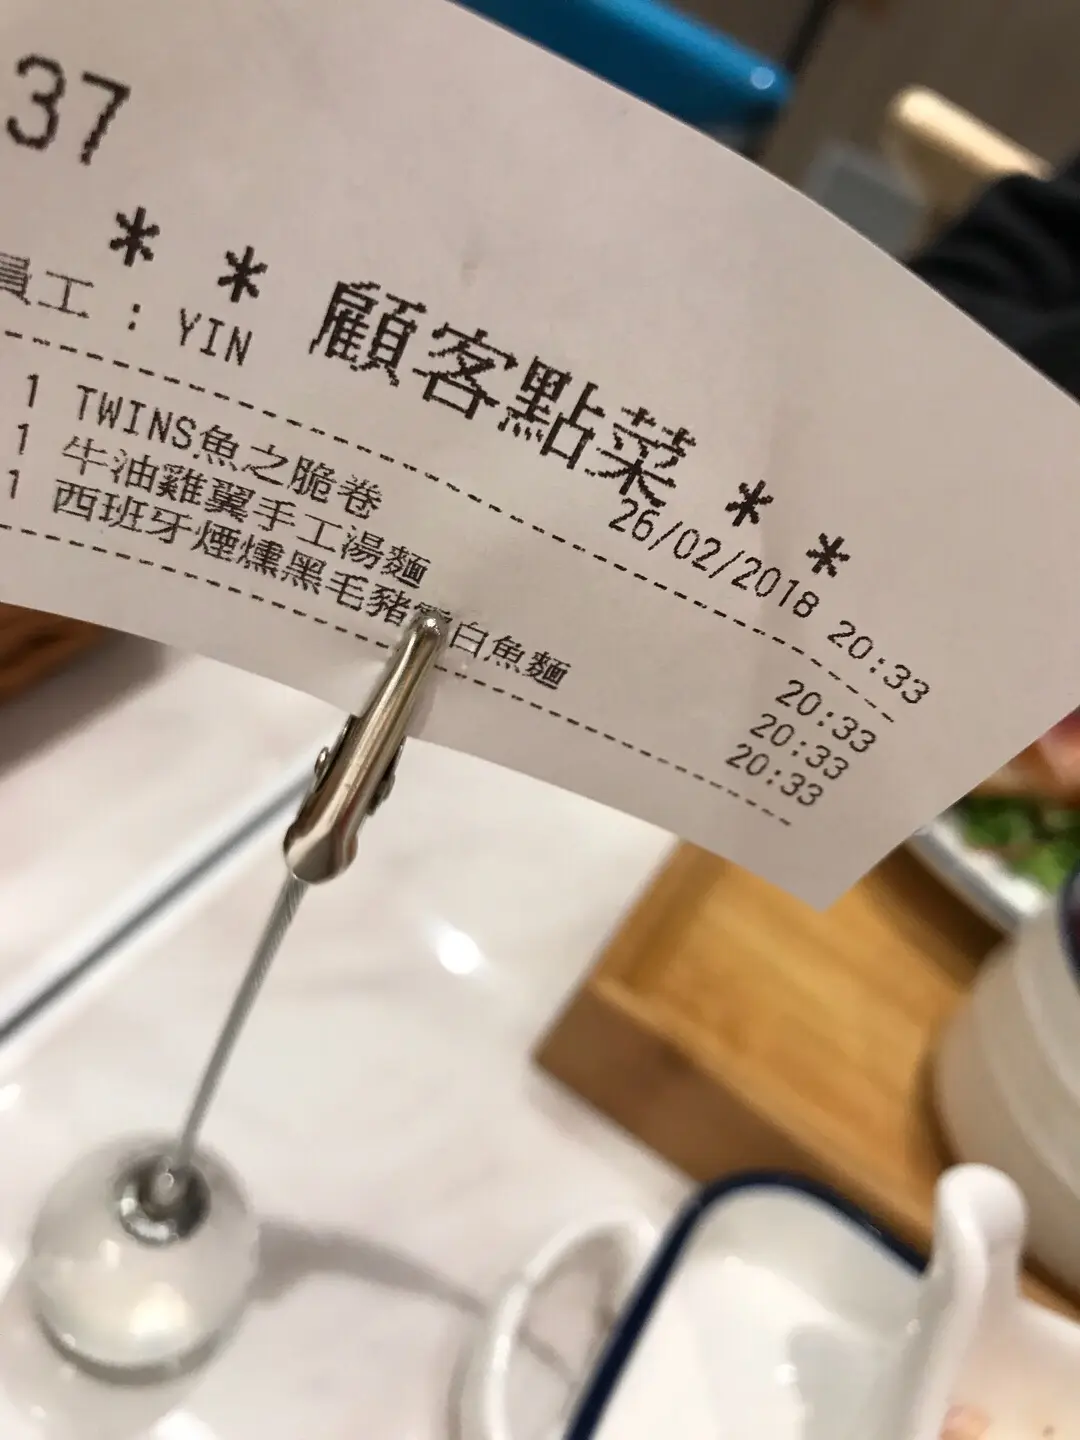 37
** 顧客點菜 **
員工 : YIN 26/02/2018 20:33
1 TWINS魚之脆卷 20:33
1 牛油雞翼手工湯麵 20:33
1 西班牙煙燻黑毛豬白魚麵 20:33